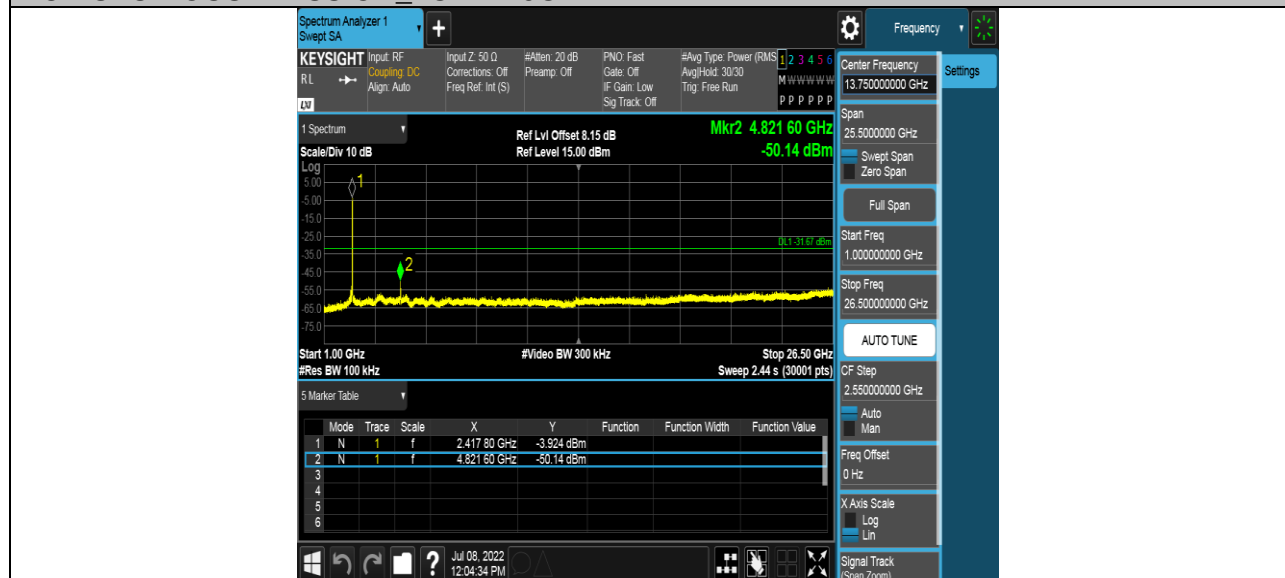 Spectrum Analyzer 1
Swept SA
Frequency
KEYSIGHT
RL
LXI
Input: RF
Coupling: DC
Align: Auto
Input Z: 50 Ω
Corrections: Off
Freq Ref: Int (S)
#Atten: 20 dB
Preamp: Off
PNO: Fast
Gate: Off
IF Gain: Low
Sig Track: Off
#Avg Type: Power (RMS
Avg|Hold: 30/30
Trig: Free Run
1 2 3 4 5 6
M W W W W W
P P P P P P
Center Frequency
13.750000000 GHz
Settings
1 Spectrum
Ref Lvl Offset 8.15 dB
Mkr2 4.821 60 GHz
Scale/Div 10 dB
Ref Level 15.00 dBm
-50.14 dBm
Log
5.00
-5.00
-15.0
-25.0
-35.0
-45.0
-55.0
-65.0
-75.0
1
2
DL1 -31.67 dBm
Start 1.00 GHz
#Video BW 300 kHz
Stop 26.50 GHz
#Res BW 100 kHz
Sweep 2.44 s (30001 pts)
Span
25.5000000 GHz
Swept Span
Zero Span
Full Span
Start Freq
1.000000000 GHz
Stop Freq
26.500000000 GHz
AUTO TUNE
CF Step
2.550000000 GHz
Auto
Man
Freq Offset
0 Hz
X Axis Scale
Log
Lin
Signal Track
(Span Zoom)
5 Marker Table
Mode Trace Scale X Y Function Function Width Function Value
1 N 1 f 2.417 80 GHz -3.924 dBm
2 N 1 f 4.821 60 GHz -50.14 dBm
3
4
5
6
?
Jul 08, 2022
12:04:34 PM